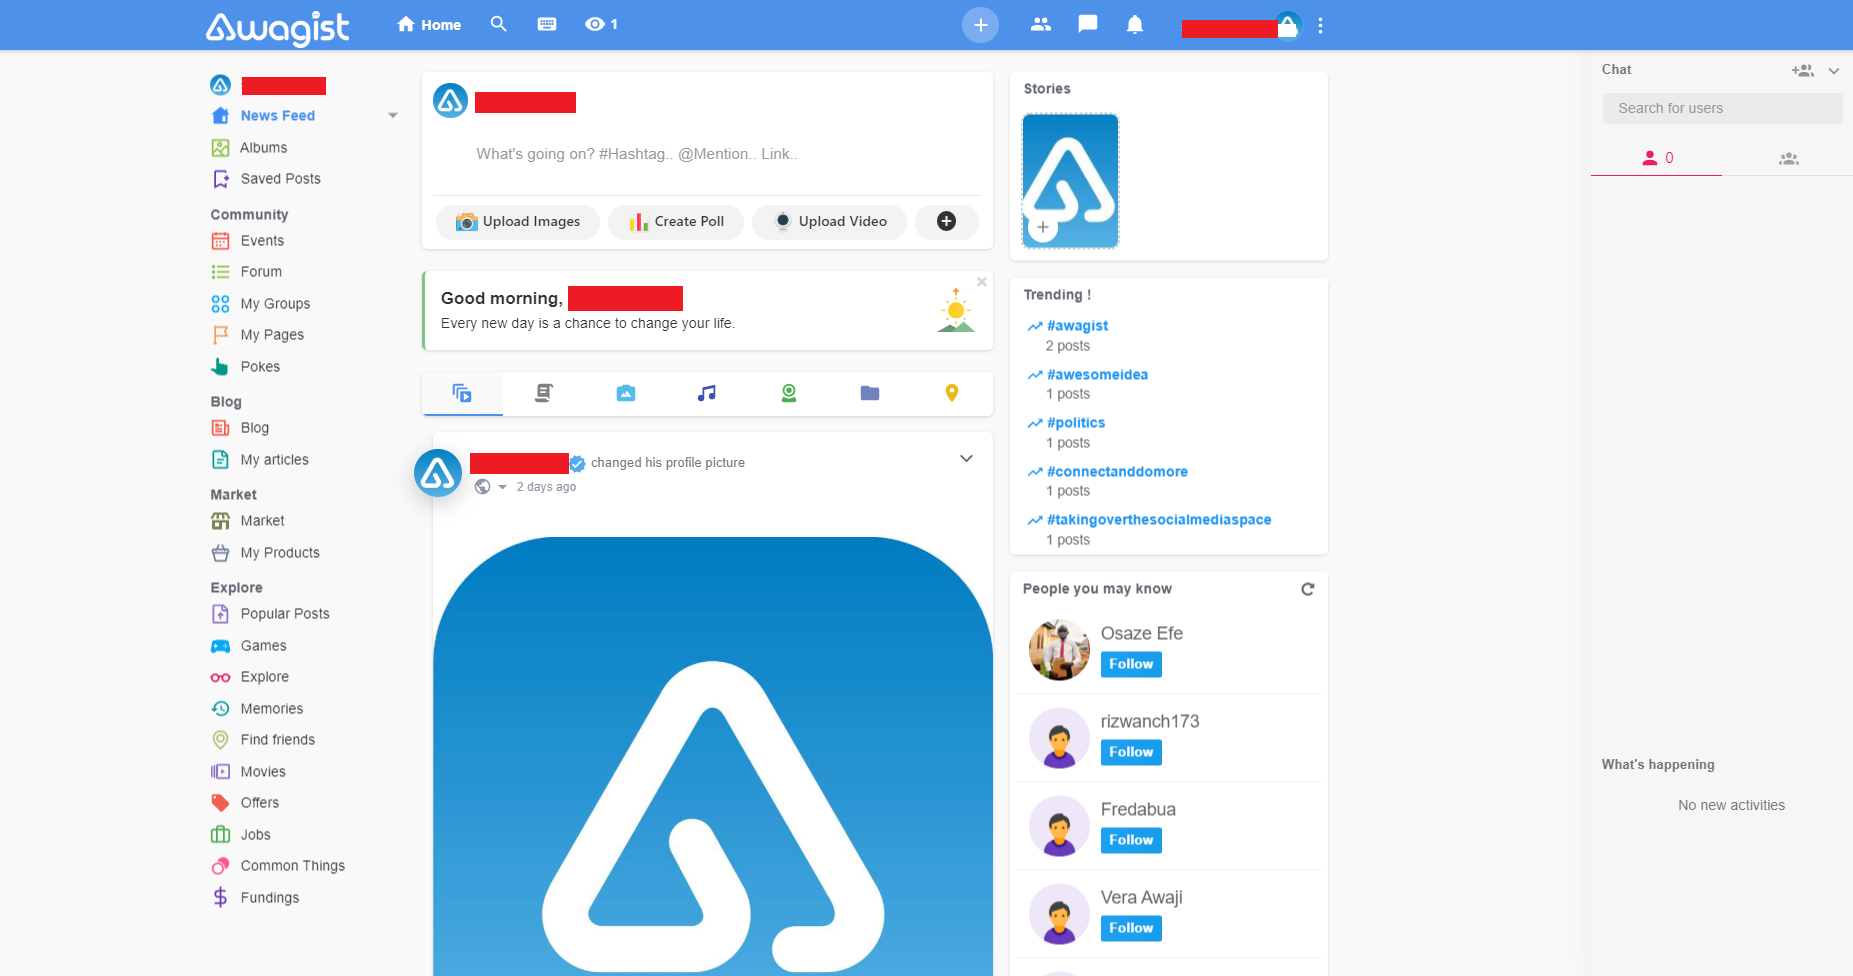 Awagist
Home
1
News Feed
Albums
Saved Posts
Community
Events
Forum
My Groups
My Pages
Pokes
Blog
Blog
My articles
Market
Market
My Products
Explore
Popular Posts
Games
Explore
Memories
Find friends
Movies
Offers
Jobs
Common Things
Fundings
What's going on? #Hashtag.. @Mention.. Link..
Upload Images
Create Poll
Upload Video
Good morning,
Every new day is a chance to change your life.
changed his profile picture
2 days ago
Stories
Trending !
#awagist
2 posts
#awesomeidea
1 posts
#politics
1 posts
#connectanddomore
1 posts
#takingoverthesocialmediaspace
1 posts
People you may know
Osaze Efe
Follow
rizwanch173
Follow
Fredabua
Follow
Vera Awaji
Follow
Chat
Search for users
0
What's happening
No new activities